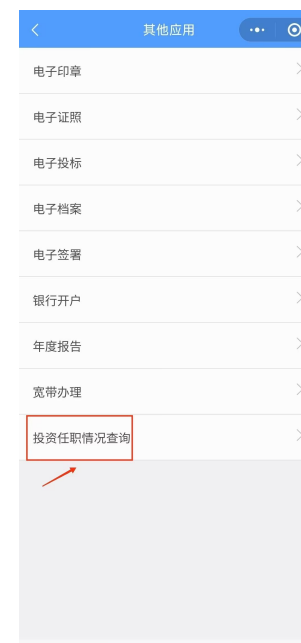 其他应用
电子印章
电子证照
电子投标
电子档案
电子签署
银行开户
年度报告
宽带办理
投资任职情况查询